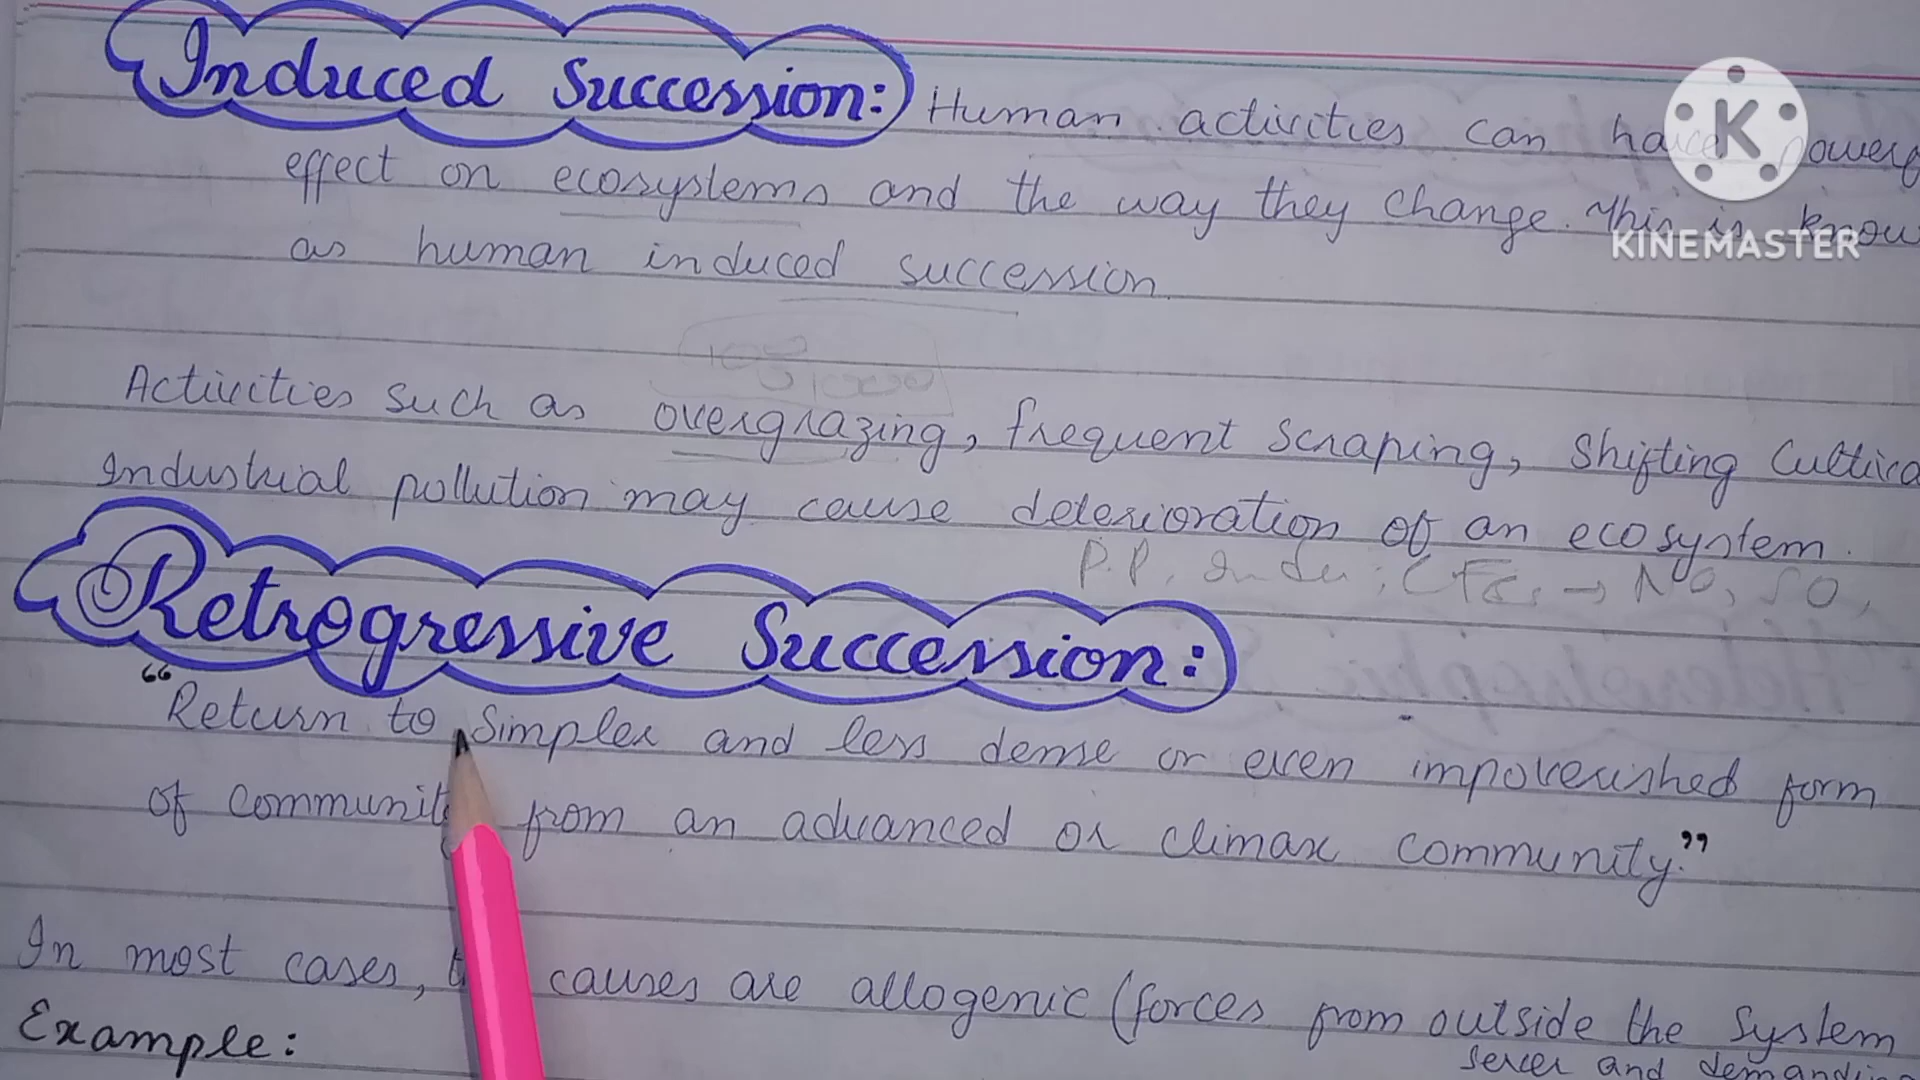 Induced Succession: Human activities can have
effect on ecosystems and the way they change. This is know
as human induced succession.
Activities such as overgrazing, frequent scraping, Shifting Cultiva
Industrial pollution may cause deterioration of an ecosystem.
P.P.
Retrogressive Succession:
"Return to Simpler and less dense or even impoverished form
of community from an advanced or climax community."
In most cases, causes are allogenic (forces from outside the System
Example:
and demanding
K
KINEMASTER